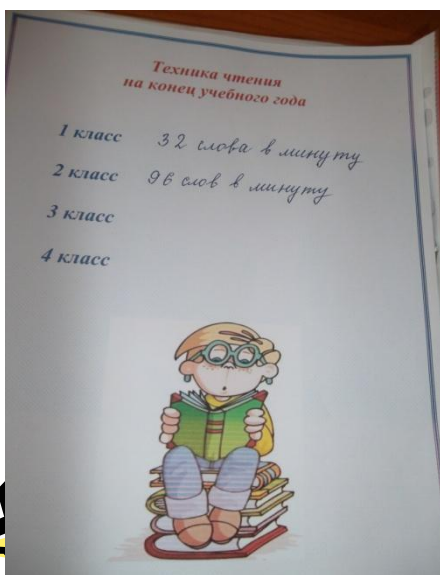 Техника чтения
на конец учебного года
1 класс 32 слова в минуту
2 класс 96 слов в минуту
3 класс
4 класс